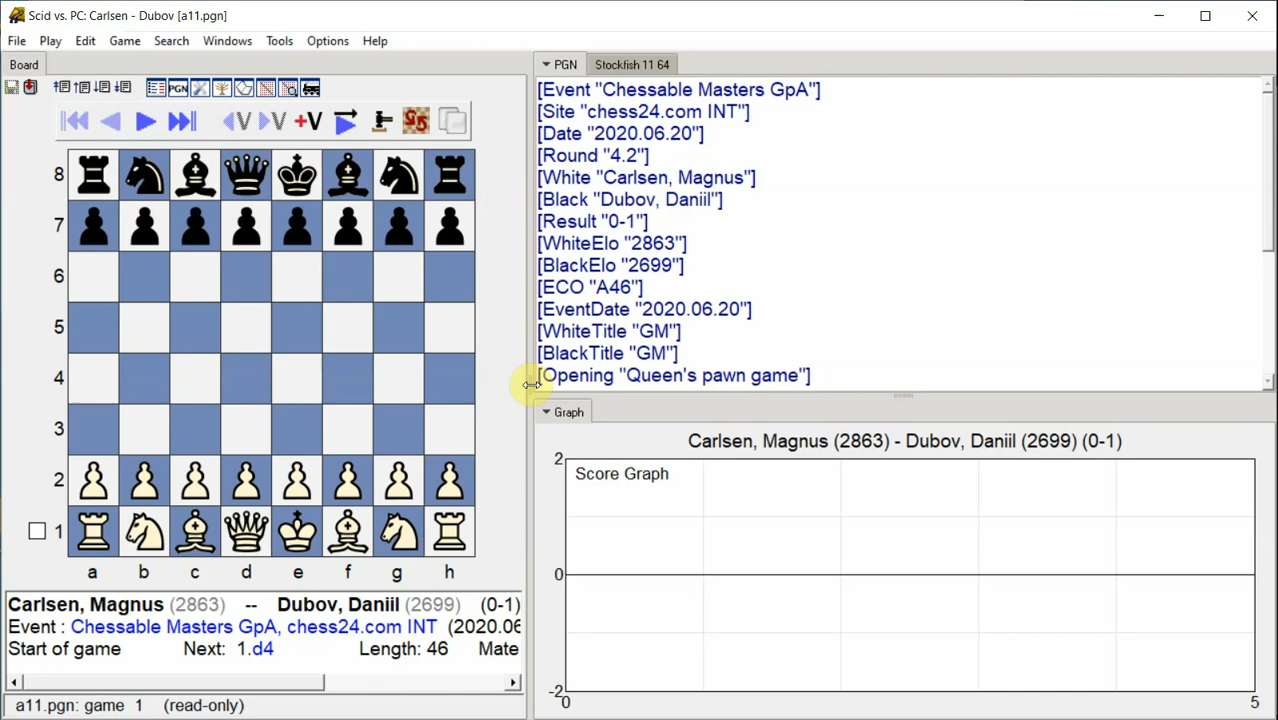 Scid vs. PC: Carlsen - Dubov [a11.pgn]
File Play Edit Game Search Windows Tools Options Help
Board
PGN Stockfish 11 64
PGN
V V +V
8
7
6
5
4
3
2
1
a b c d e f g h
Carlsen, Magnus (2863) -- Dubov, Daniil (2699) (0-1)
Event : Chessable Masters GpA, chess24.com INT (2020.06
Start of game Next: 1.d4 Length: 46 Mate
a11.pgn: game 1 (read-only)
[Event "Chessable Masters GpA"]
[Site "chess24.com INT"]
[Date "2020.06.20"]
[Round "4.2"]
[White "Carlsen, Magnus"]
[Black "Dubov, Daniil"]
[Result "0-1"]
[WhiteElo "2863"]
[BlackElo "2699"]
[ECO "A46"]
[EventDate "2020.06.20"]
[WhiteTitle "GM"]
[BlackTitle "GM"]
[Opening "Queen's pawn game"]
Graph
Carlsen, Magnus (2863) - Dubov, Daniil (2699) (0-1)
2
Score Graph
0
-2
0 5